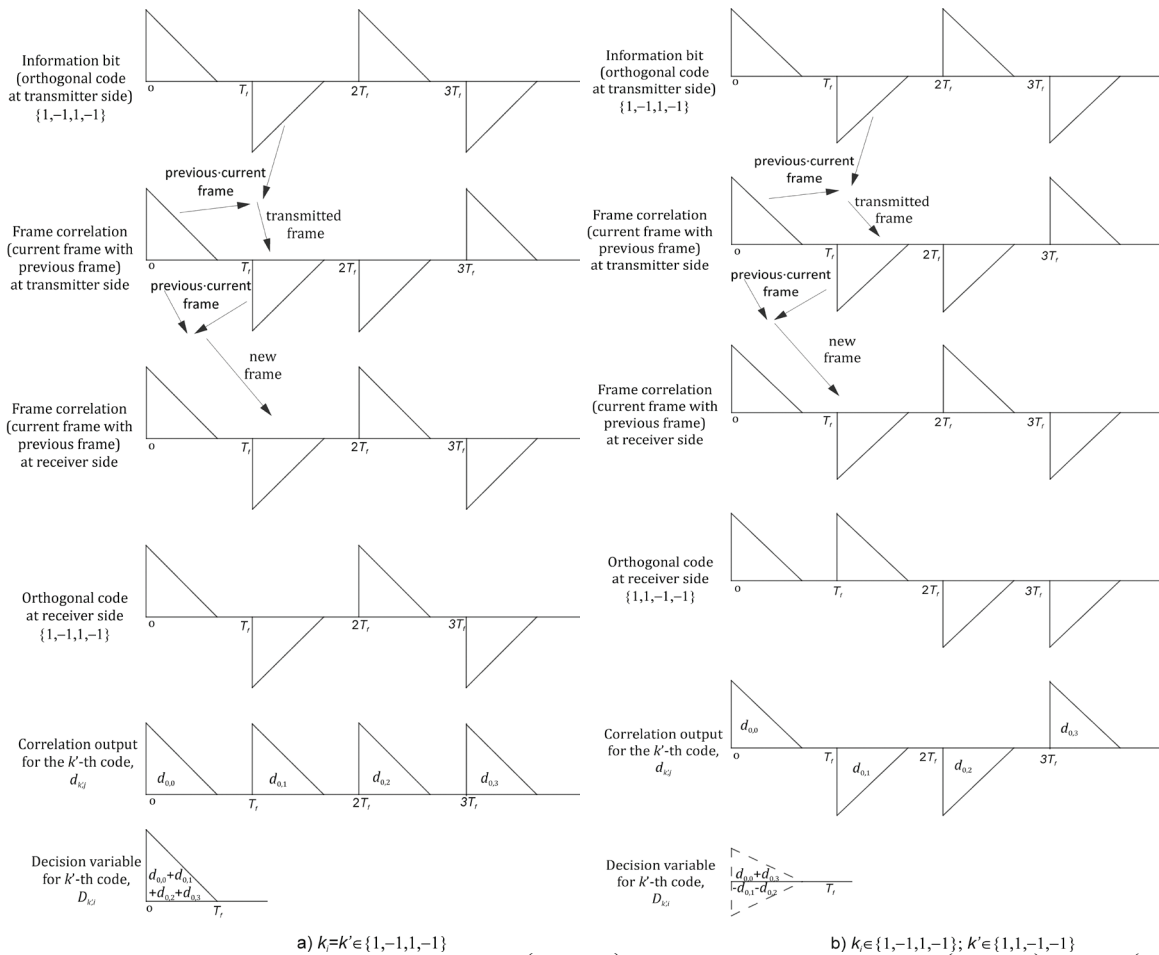 Information bit
(orthogonal code
at transmitter side)
{1,−1,1,−1}
o
T_r
2T_r
3T_r
previous·current
frame
transmitted
frame
Frame correlation
(current frame with
previous frame)
at transmitter side
o
T_r
2T_r
3T_r
previous·current
frame
new
frame
Frame correlation
(current frame with
previous frame)
at receiver side
o
T_r
2T_r
3T_r
Orthogonal code
at receiver side
{1,−1,1,−1}
o
T_r
2T_r
3T_r
Correlation output
for the k'-th code,
d_{k',j}
d_{0,0}
d_{0,1}
d_{0,2}
d_{0,3}
o
T_r
2T_r
3T_r
Decision variable
for k'-th code,
D_{k',i}
d_{0,0}+d_{0,1}
+d_{0,2}+d_{0,3}
o
T_r
a) k_i=k'∈{1,−1,1,−1}
Information bit
(orthogonal code
at transmitter side)
{1,−1,1,−1}
o
T_r
2T_r
3T_r
previous·current
frame
transmitted
frame
Frame correlation
(current frame with
previous frame)
at transmitter side
o
T_r
2T_r
3T_r
previous·current
frame
new
frame
Frame correlation
(current frame with
previous frame)
at receiver side
o
T_r
2T_r
3T_r
Orthogonal code
at receiver side
{1,1,−1,−1}
o
T_r
2T_r
3T_r
Correlation output
for the k'-th code,
d_{k',j}
d_{0,0}
d_{0,1}
d_{0,2}
d_{0,3}
o
T_r
2T_r
3T_r
Decision variable
for k'-th code,
D_{k',i}
d_{0,0}+d_{0,3}
-d_{0,1}-d_{0,2}
T_r
b) k_i∈{1,−1,1,−1}; k'∈{1,1,−1,−1}